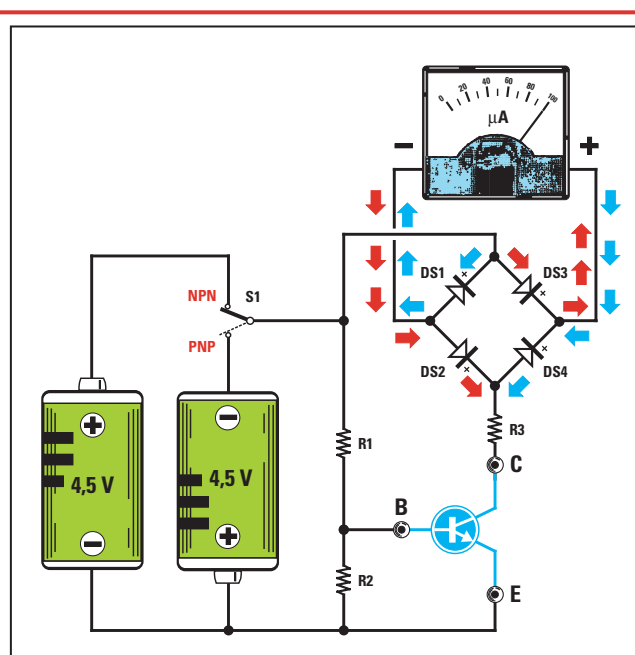 0 20 40 60 80 100
µA
- +
DS1 DS3
NPN S1
PNP
DS2 DS4
R1 R3
C
4,5 V 4,5 V
B
R2
E